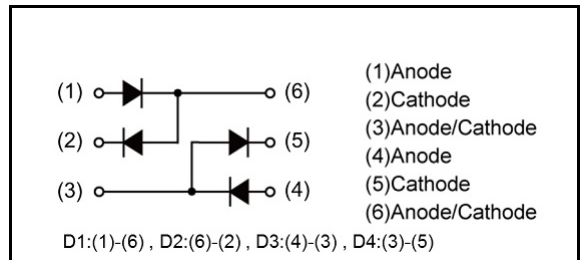 (1)
(6)
(2)
(5)
(3)
(4)
(1)Anode
(2)Cathode
(3)Anode/Cathode
(4)Anode
(5)Cathode
(6)Anode/Cathode
D1:(1)-(6) , D2:(6)-(2) , D3:(4)-(3) , D4:(3)-(5)